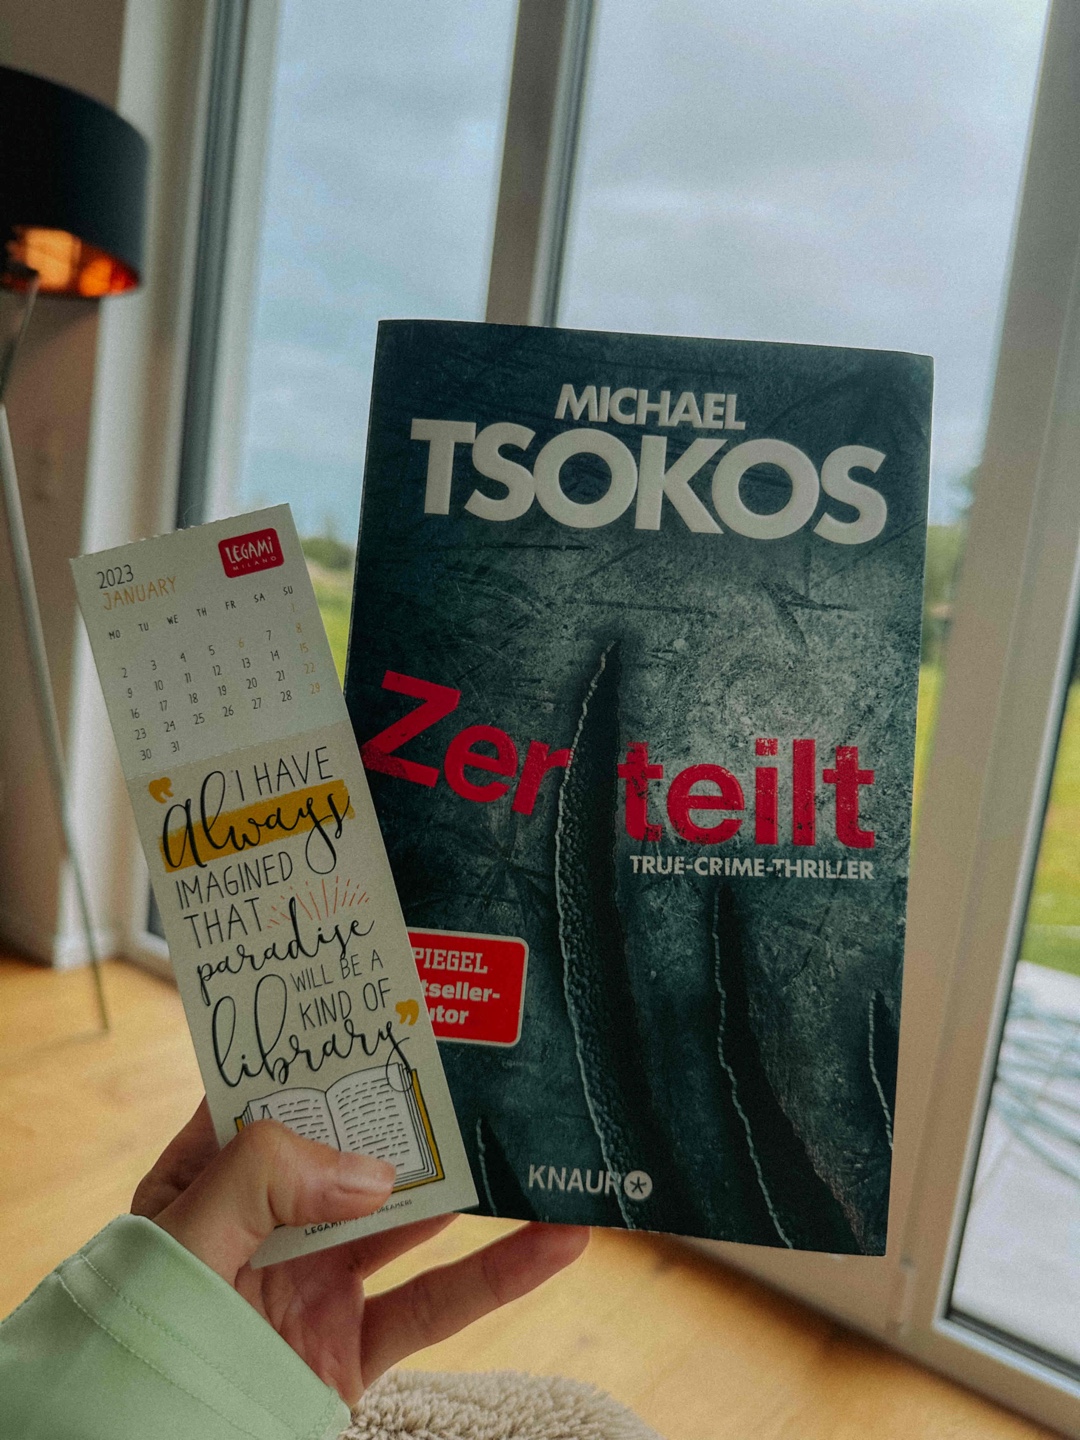 2023
JANUARY
LEGAMI
MILANO
MO TU WE TH FR SA SU
1
2 3 4 5 6 7 8
9 10 11 12 13 14 15
16 17 18 19 20 21 22
23 24 25 26 27 28 29
30 31
"I HAVE
Always
IMAGINED
THAT
paradise
WILL BE A
KIND OF
library"
LEGAMI
MICHAEL
TSOKOS
Zerteilt
TRUE-CRIME-THRILLER
PIEGEL
tseller-
utor
KNAUR